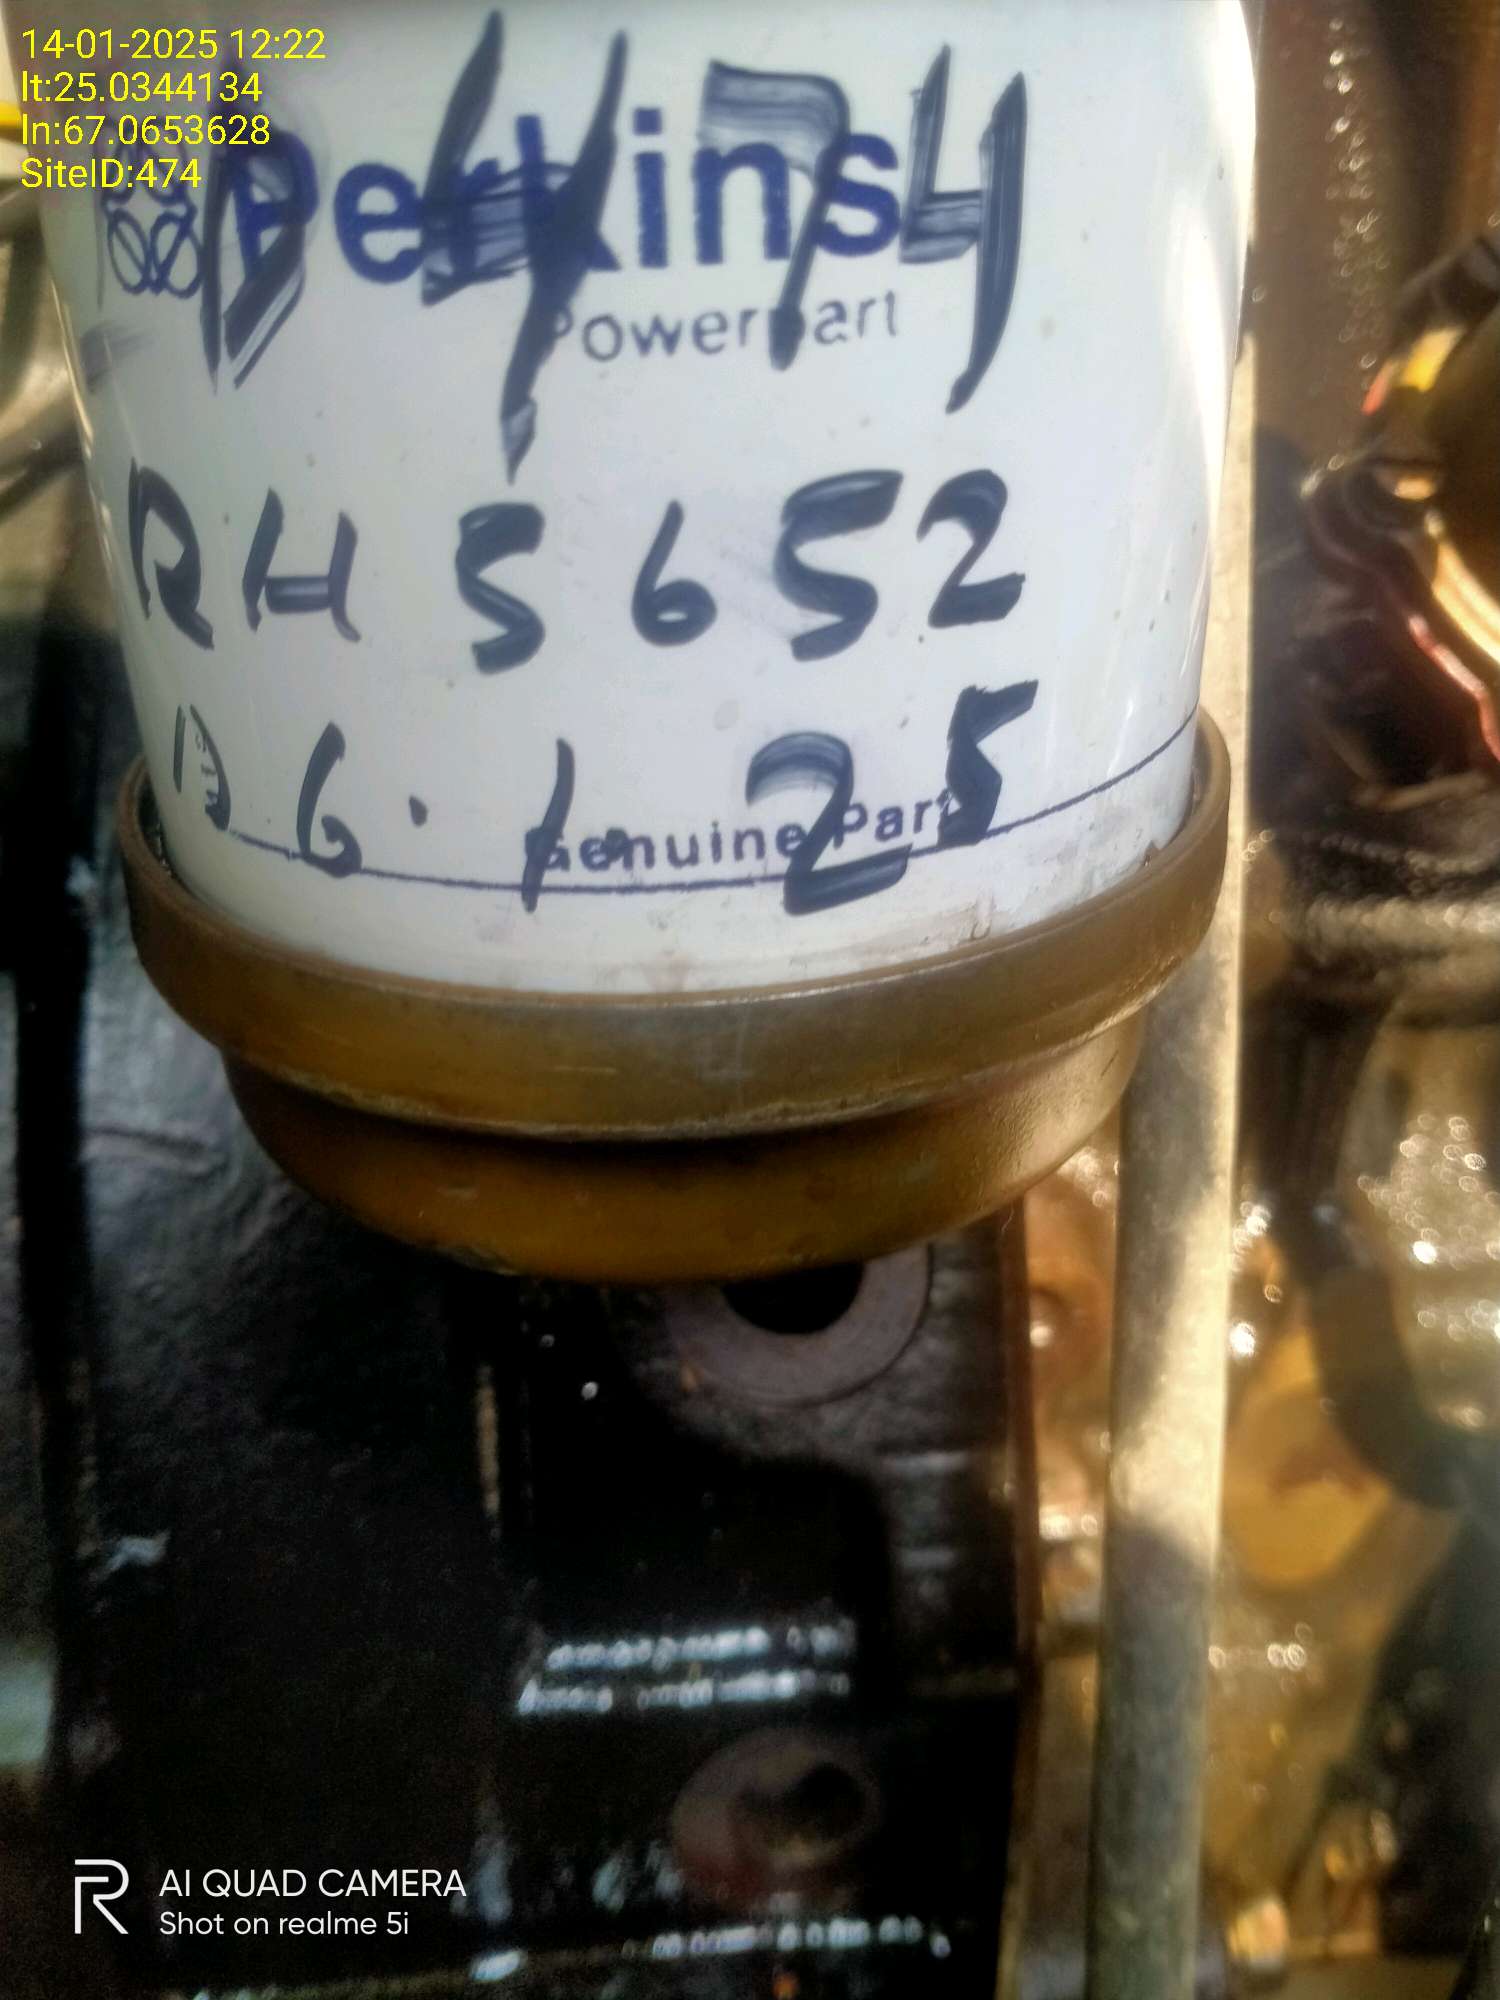 14-01-2025 12:22
lt:25.0344134
ln:67.0653628
SiteID:474
Perkins
Powerpart
474
RH 5652
D 6.1.25
Genuine Part
AI QUAD CAMERA
Shot on realme 5i